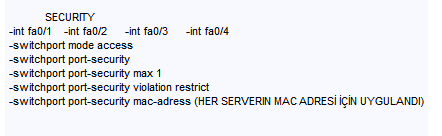 SECURITY
-int fa0/1 -int fa0/2 -int fa0/3 -int fa0/4
-switchport mode access
-switchport port-security
-switchport port-security max 1
-switchport port-security violation restrict
-switchport port-security mac-adress (HER SERVERIN MAC ADRESİ İÇİN UYGULANDI)